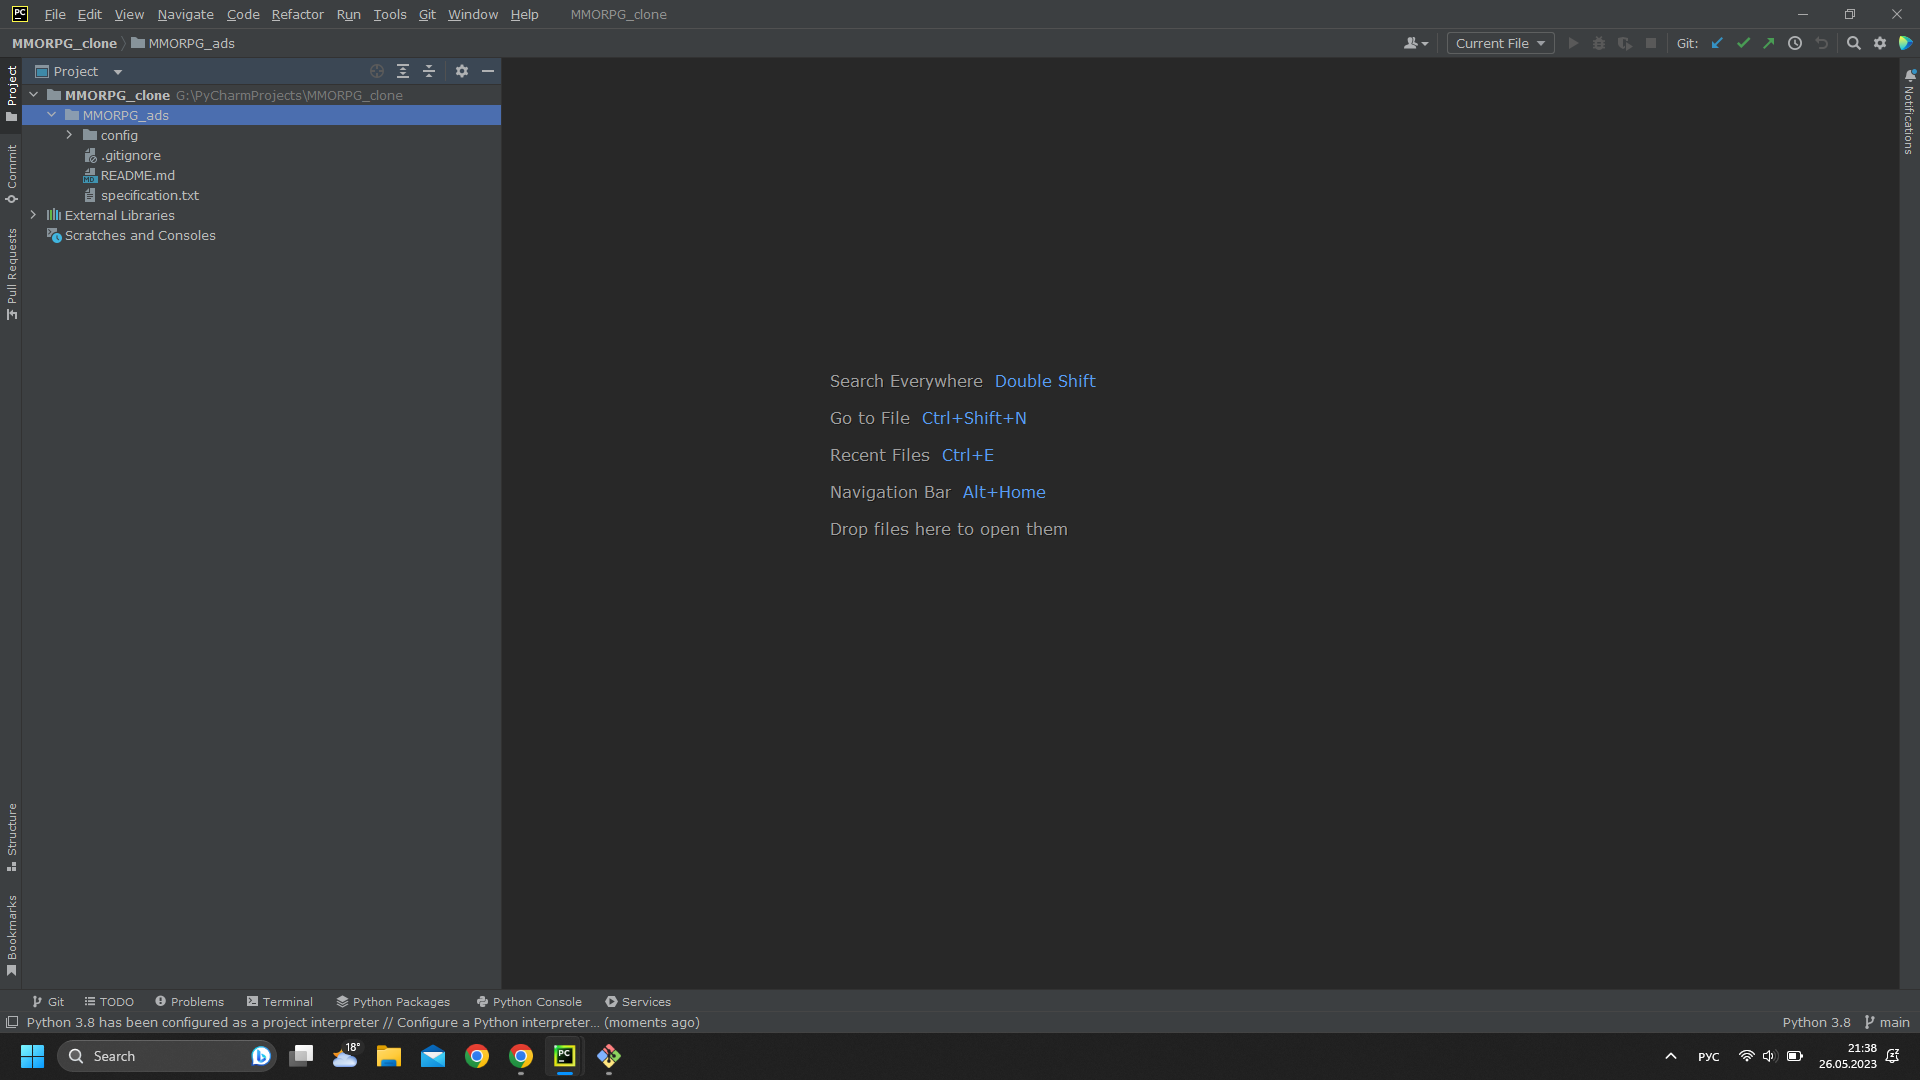 PC File Edit View Navigate Code Refactor Run Tools Git Window Help MMORPG_clone
MMORPG_clone MMORPG_ads Current File Git:
Project
MMORPG_clone G:\PyCharmProjects\MMORPG_clone
MMORPG_ads
config
.gitignore
MD README.md
specification.txt
External Libraries
Scratches and Consoles
Project
Commit
Pull Requests
Structure
Bookmarks
Notifications
Search Everywhere Double Shift
Go to File Ctrl+Shift+N
Recent Files Ctrl+E
Navigation Bar Alt+Home
Drop files here to open them
Git TODO Problems Terminal Python Packages Python Console Services
Python 3.8 has been configured as a project interpreter // Configure a Python interpreter... (moments ago) Python 3.8 main
Search 18° PC РУС 21:38
26.05.2023